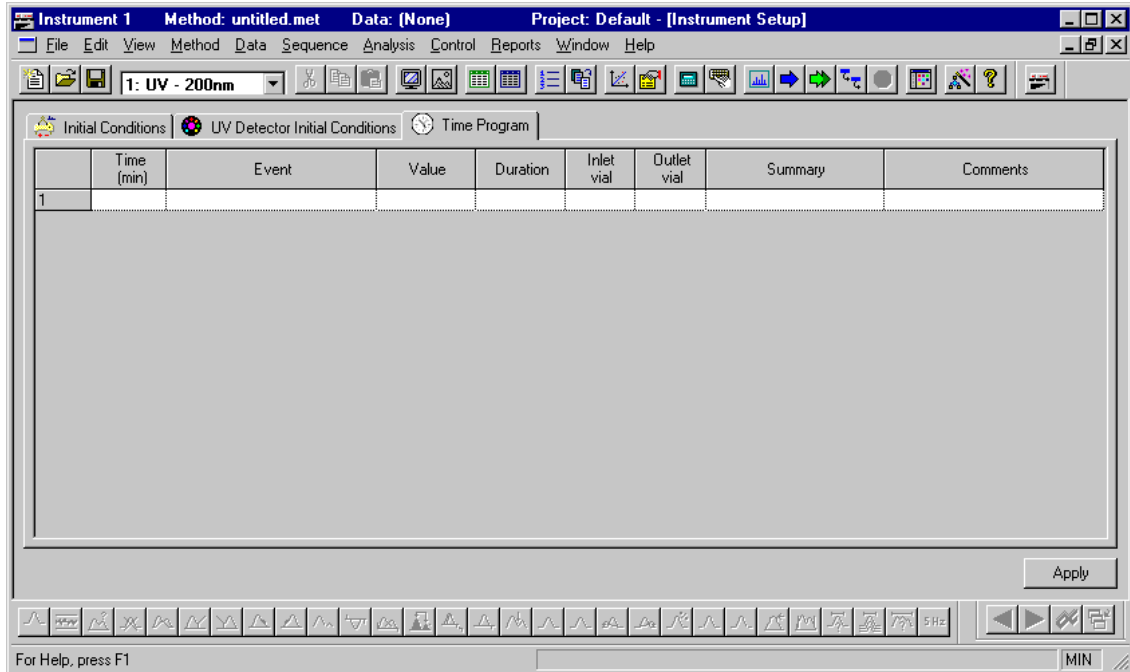 Instrument 1 Method: untitled.met Data: (None) Project: Default - [Instrument Setup]
File Edit View Method Data Sequence Analysis Control Reports Window Help
1: UV - 200nm
Initial Conditions UV Detector Initial Conditions Time Program
Time (min) Event Value Duration Inlet vial Outlet vial Summary Comments
1
Apply
5 Hz
For Help, press F1 MIN